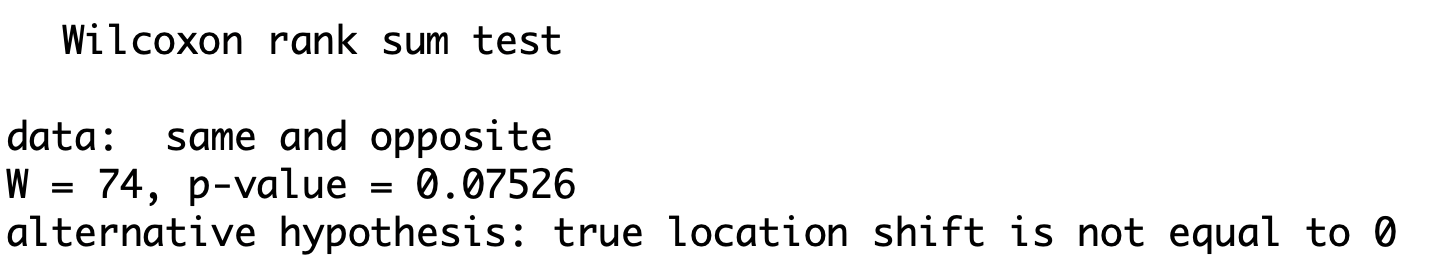 Wilcoxon rank sum test
data:  same and opposite
W = 74, p-value = 0.07526
alternative hypothesis: true location shift is not equal to 0